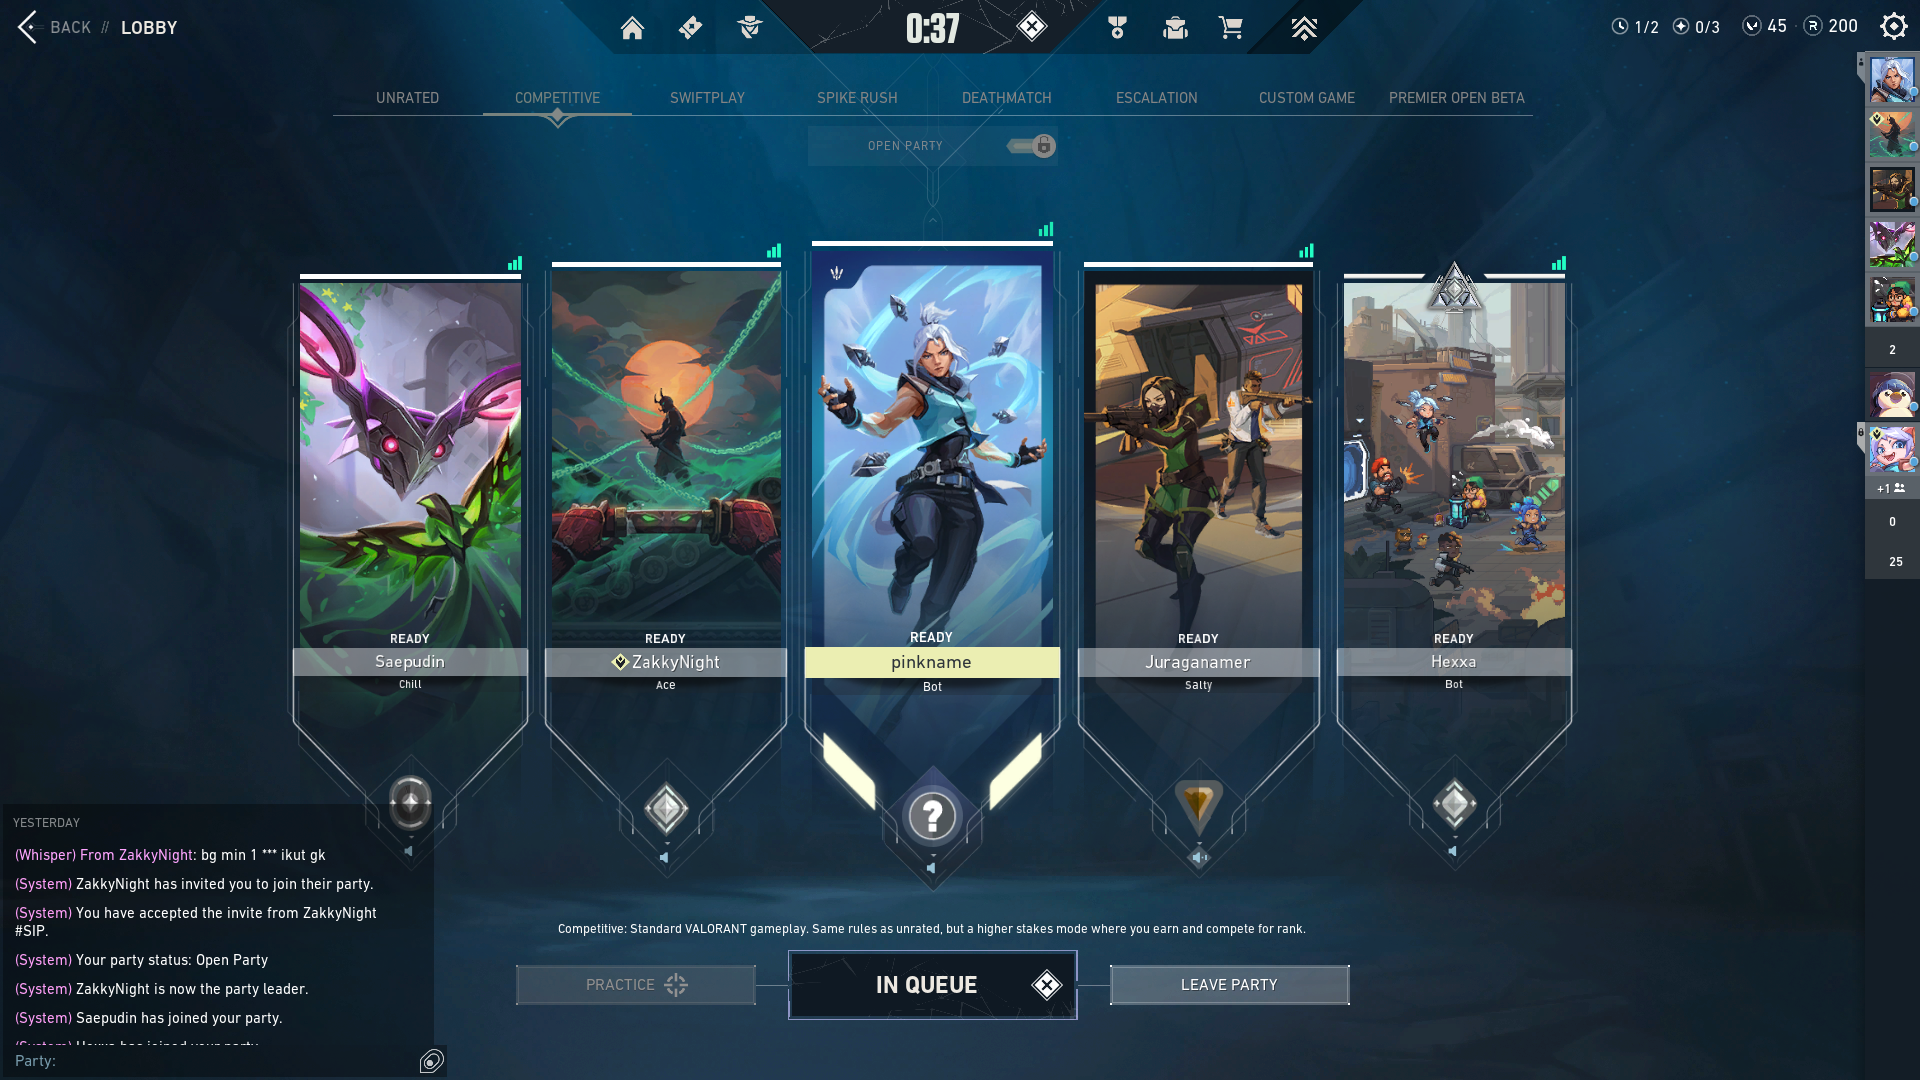 BACK // LOBBY
0:37
1/2
0/3
45
200
UNRATED
COMPETITIVE
SWIFTPLAY
SPIKE RUSH
DEATHMATCH
ESCALATION
CUSTOM GAME
PREMIER OPEN BETA
OPEN PARTY
READY
Saepudin
Chill
READY
ZakkyNight
Ace
READY
pinkname
Bot
READY
Juraganamer
Salty
READY
Hexxa
Bot
2
+1
0
25
YESTERDAY
(Whisper) From ZakkyNight: bg min 1 *** ikut gk
(System) ZakkyNight has invited you to join their party.
(System) You have accepted the invite from ZakkyNight
#SIP.
(System) Your party status: Open Party
(System) ZakkyNight is now the party leader.
(System) Saepudin has joined your party.
(System) Hexxa has joined your party.
Party:
Competitive: Standard VALORANT gameplay. Same rules as unrated, but a higher stakes mode where you earn and compete for rank.
PRACTICE
IN QUEUE
LEAVE PARTY